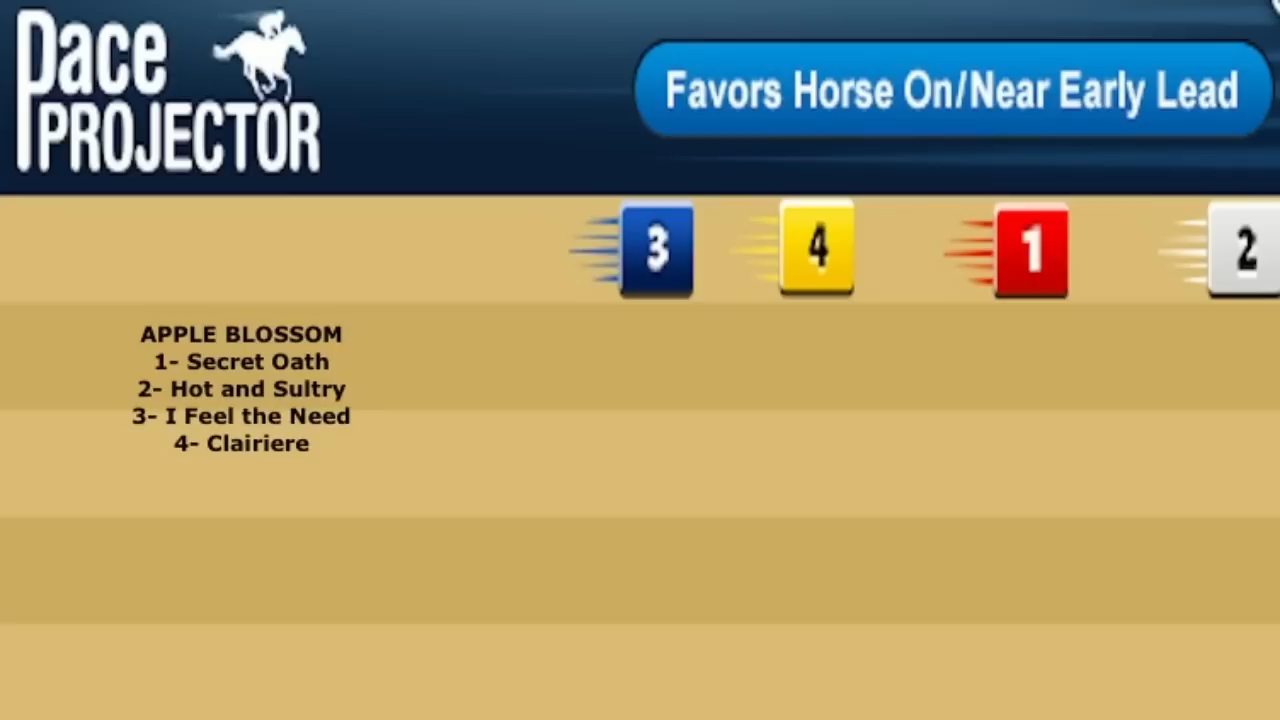 Pace
PROJECTOR
Favors Horse On/Near Early Lead
3 4 1 2
APPLE BLOSSOM
1- Secret Oath
2- Hot and Sultry
3- I Feel the Need
4- Clairiere